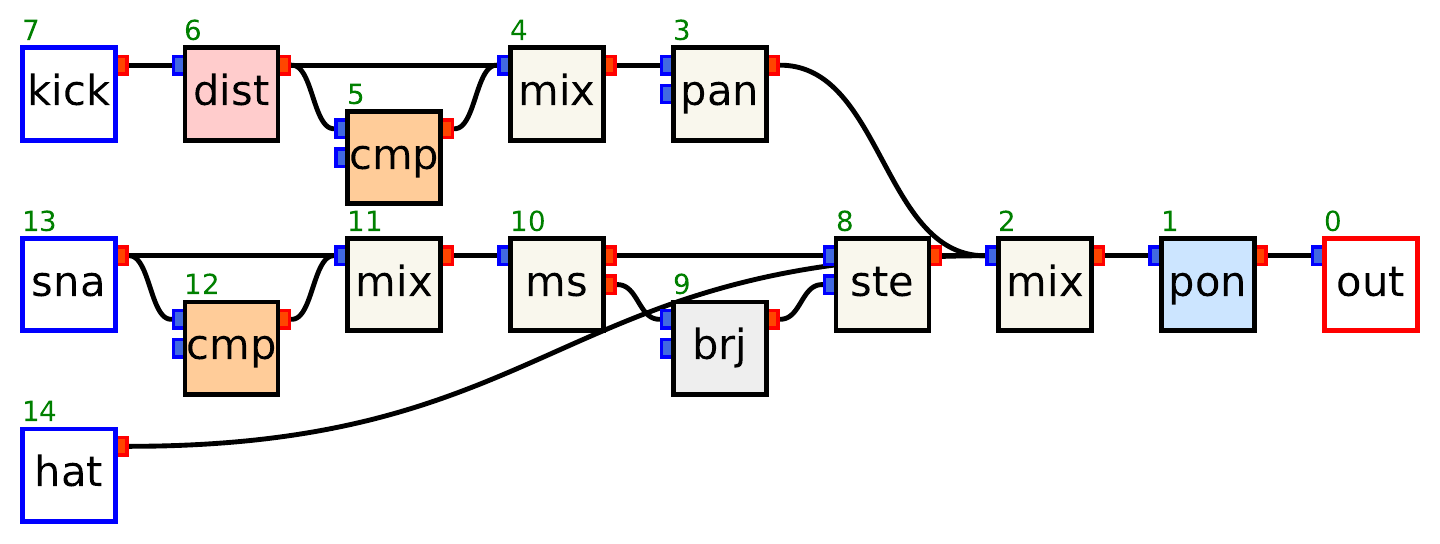 7 6 4 3
kick dist mix pan
5
cmp
13 11 10 8 2 1 0
sna mix ms ste mix pon out
12 9
cmp brj
14
hat